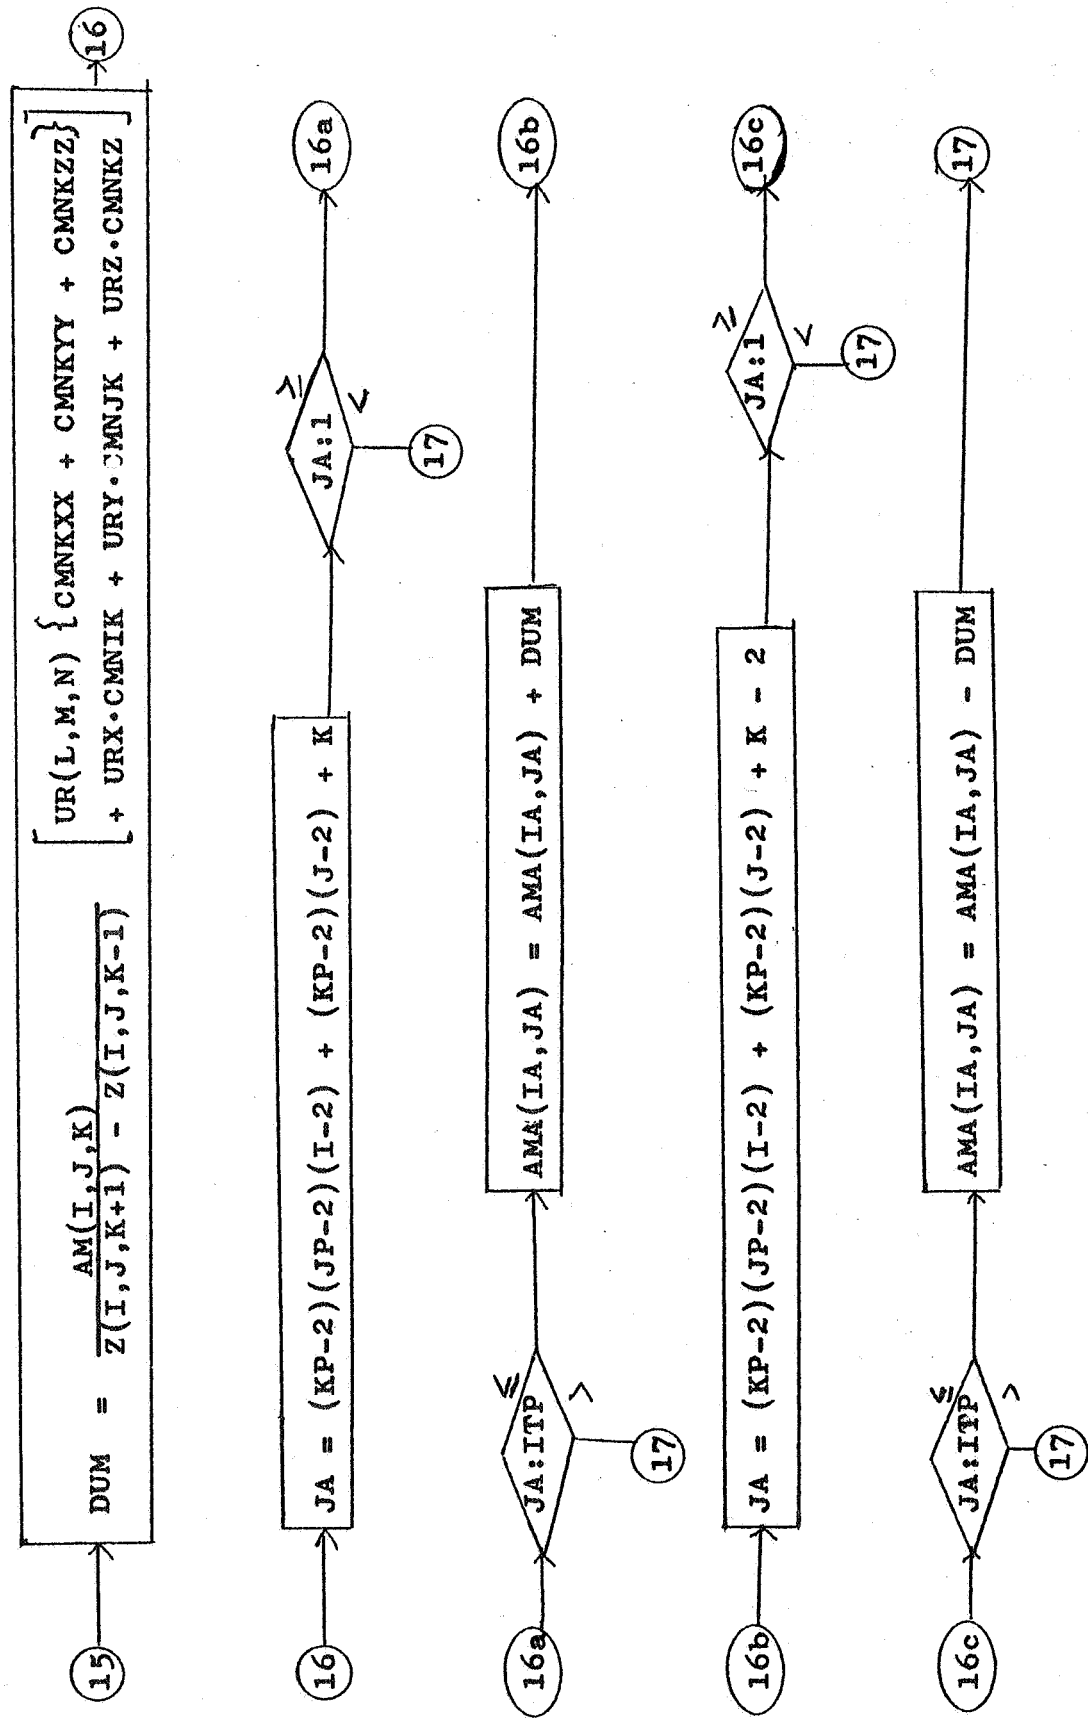 15
DUM = AM(I,J,K) / Z(I,J,K+1) - Z(I,J,K-1) [ UR(L,M,N) {CMNKXX + CMNKYY + CMNKZZ}
+ URX·CMNIK + URY·CMNJK + URZ·CMNKZ ]
16
16
JA = (KP-2)(JP-2)(I-2) + (KP-2)(J-2) + K
JA:1
≥
<
17
16a
16a
JA:ITP
≤
>
17
AMA(IA,JA) = AMA(IA,JA) + DUM
16b
16b
JA = (KP-2)(JP-2)(I-2) + (KP-2)(J-2) + K - 2
JA:1
≥
<
17
16c
16c
JA:ITP
≤
>
17
AMA(IA,JA) = AMA(IA,JA) - DUM
17